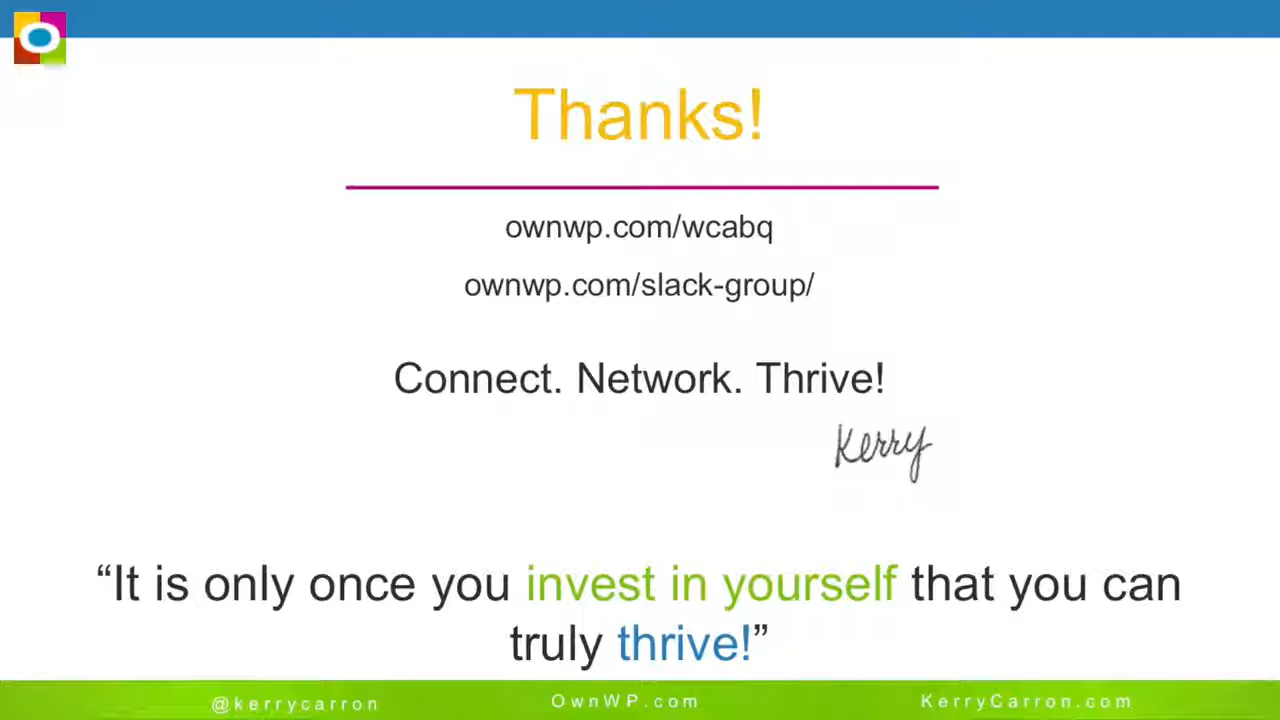 Thanks!
ownwp.com/wcabq
ownwp.com/slack-group/
Connect. Network. Thrive!
Kerry
“It is only once you invest in yourself that you can
truly thrive!”
@kerrycarron OwnWP.com KerryCarron.com